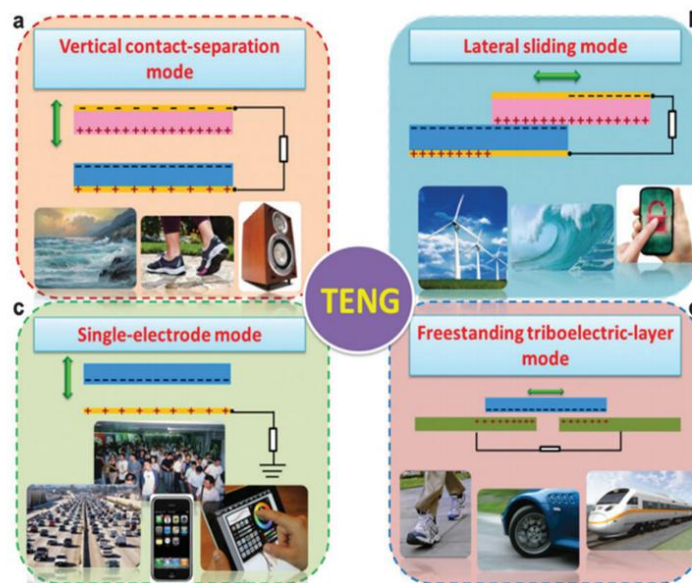 a
Vertical contact-separation
mode
b
Lateral sliding mode
TENG
c
Single-electrode mode
d
Freestanding triboelectric-layer
mode